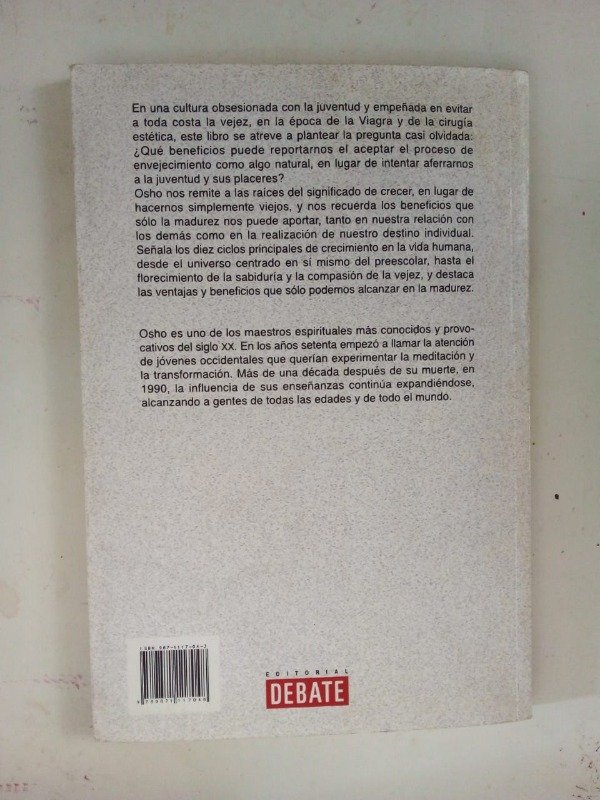 En una cultura obsesionada con la juventud y empeñada en evitar
a toda costa la vejez, en la época de la Viagra y de la cirugía
estética, este libro se atreve a plantear la pregunta casi olvidada:
¿Qué beneficios puede reportarnos el aceptar el proceso de
envejecimiento como algo natural, en lugar de intentar aferrarnos
a la juventud y sus placeres?
Osho nos remite a las raíces del significado de crecer, en lugar de
hacernos simplemente viejos, y nos recuerda los beneficios que
sólo la madurez nos puede aportar, tanto en nuestra relación con
los demás como en la realización de nuestro destino individual.
Señala los diez ciclos principales de crecimiento en la vida humana,
desde el universo centrado en sí mismo del preescolar, hasta el
florecimiento de la sabiduría y la compasión de la vejez, y destaca
las ventajas y beneficios que sólo podemos alcanzar en la madurez.
Osho es uno de los maestros espirituales más conocidos y provo-
cativos del siglo XX. En los años setenta empezó a llamar la atención
de jóvenes occidentales que querían experimentar la meditación y
la transformación. Más de una década después de su muerte, en
1990, la influencia de sus enseñanzas continúa expandiéndose,
alcanzando a gentes de todas las edades y de todo el mundo.
EDITORIAL
DEBATE